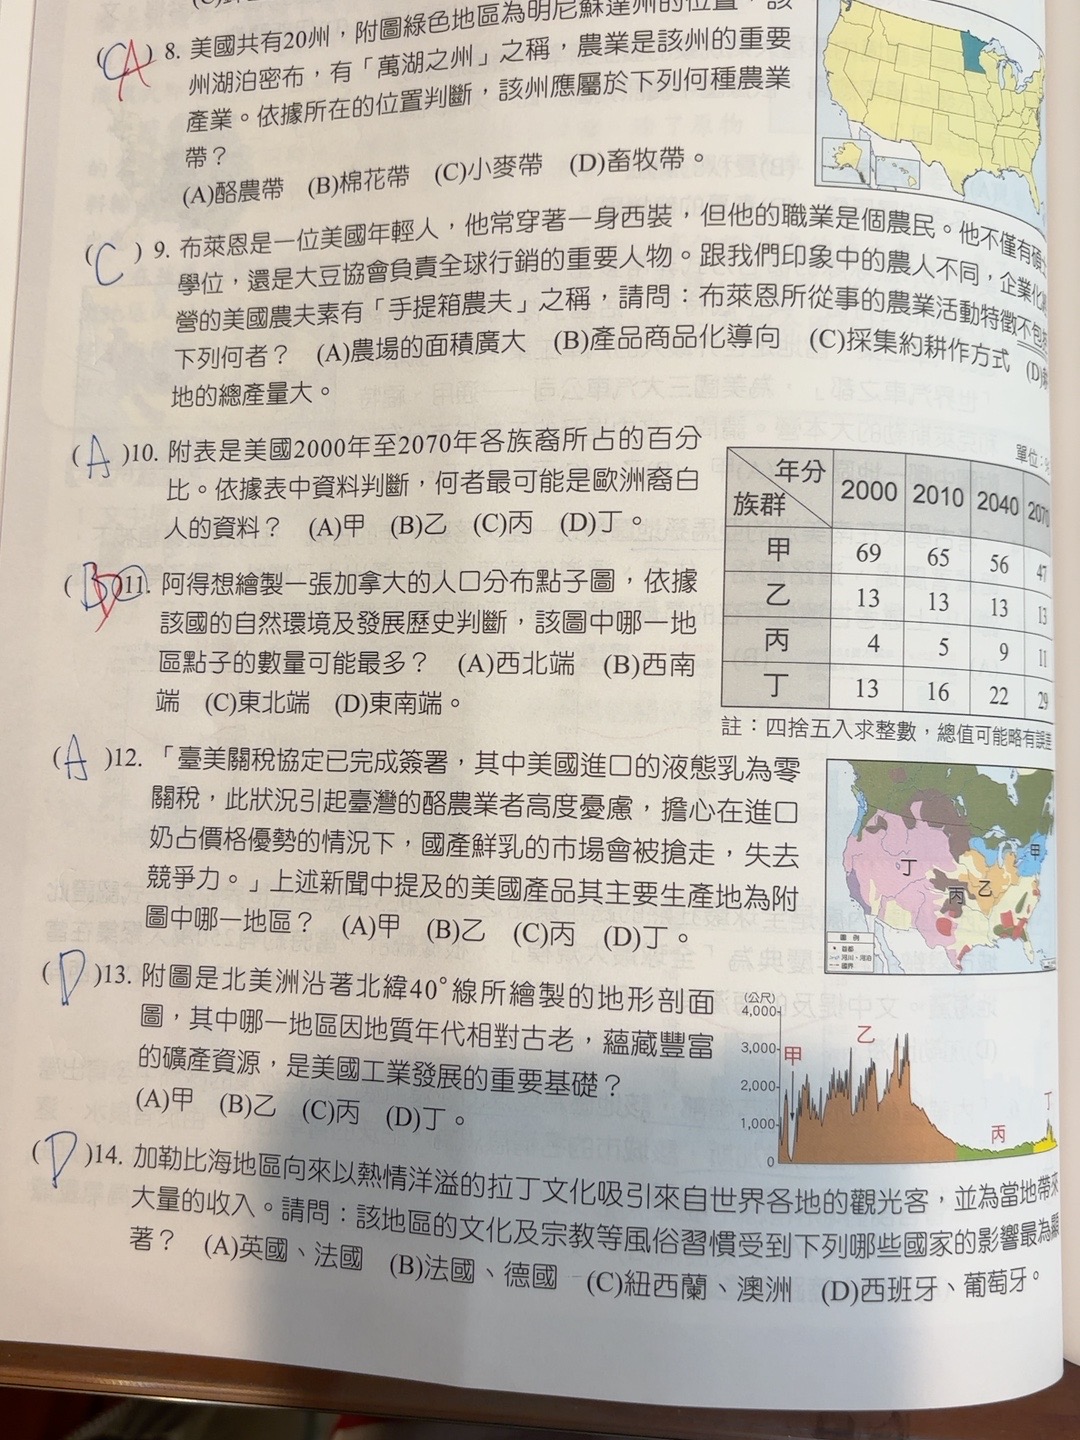 (CA) 8. 美國共有20州，附圖綠色地區為明尼蘇達州的位置，該
州湖泊密布，有「萬湖之州」之稱，農業是該州的重要
產業。依據所在的位置判斷，該州應屬於下列何種農業
帶？
(A)酪農帶 (B)棉花帶 (C)小麥帶 (D)畜牧帶。
(C) 9. 布萊恩是一位美國年輕人，他常穿著一身西裝，但他的職業是個農民。他不僅有碩士
學位，還是大豆協會負責全球行銷的重要人物。跟我們印象中的農人不同，企業化
營的美國農夫素有「手提箱農夫」之稱，請問：布萊恩所從事的農業活動特徵不包括
下列何者？ (A)農場的面積廣大 (B)產品商品化導向 (C)採集約耕作方式 (D)
地的總產量大。
(A)10. 附表是美國2000年至2070年各族裔所占的百分
比。依據表中資料判斷，何者最可能是歐洲裔白
人的資料？ (A)甲 (B)乙 (C)丙 (D)丁。
單位：
年分
族群
2000 2010 2040 2070
甲 69 65 56 47
乙 13 13 13 13
丙 4 5 9 11
丁 13 16 22 29
註：四捨五入求整數，總值可能略有誤差
(BD)11. 阿得想繪製一張加拿大的人口分布點子圖，依據
該國的自然環境及發展歷史判斷，該圖中哪一地
區點子的數量可能最多？ (A)西北端 (B)西南
端 (C)東北端 (D)東南端。
(A)12. 「臺美關稅協定已完成簽署，其中美國進口的液態乳為零
關稅，此狀況引起臺灣的酪農業者高度憂慮，擔心在進口
奶占價格優勢的情況下，國產鮮乳的市場會被搶走，失去
競爭力。」上述新聞中提及的美國產品其主要生產地為附
圖中哪一地區？ (A)甲 (B)乙 (C)丙 (D)丁。
甲
丁
丙 乙
圖例
首都
河川、河泊
國界
(D)13. 附圖是北美洲沿著北緯40°線所繪製的地形剖面
圖，其中哪一地區因地質年代相對古老，蘊藏豐富
的礦產資源，是美國工業發展的重要基礎？
(A)甲 (B)乙 (C)丙 (D)丁。
(公尺)
4,000
3,000
2,000
1,000
0
甲
乙
丙
丁
(D)14. 加勒比海地區向來以熱情洋溢的拉丁文化吸引來自世界各地的觀光客，並為當地帶來
大量的收入。請問：該地區的文化及宗教等風俗習慣受到下列哪些國家的影響最為顯
著？ (A)英國、法國 (B)法國、德國 (C)紐西蘭、澳洲 (D)西班牙、葡萄牙。